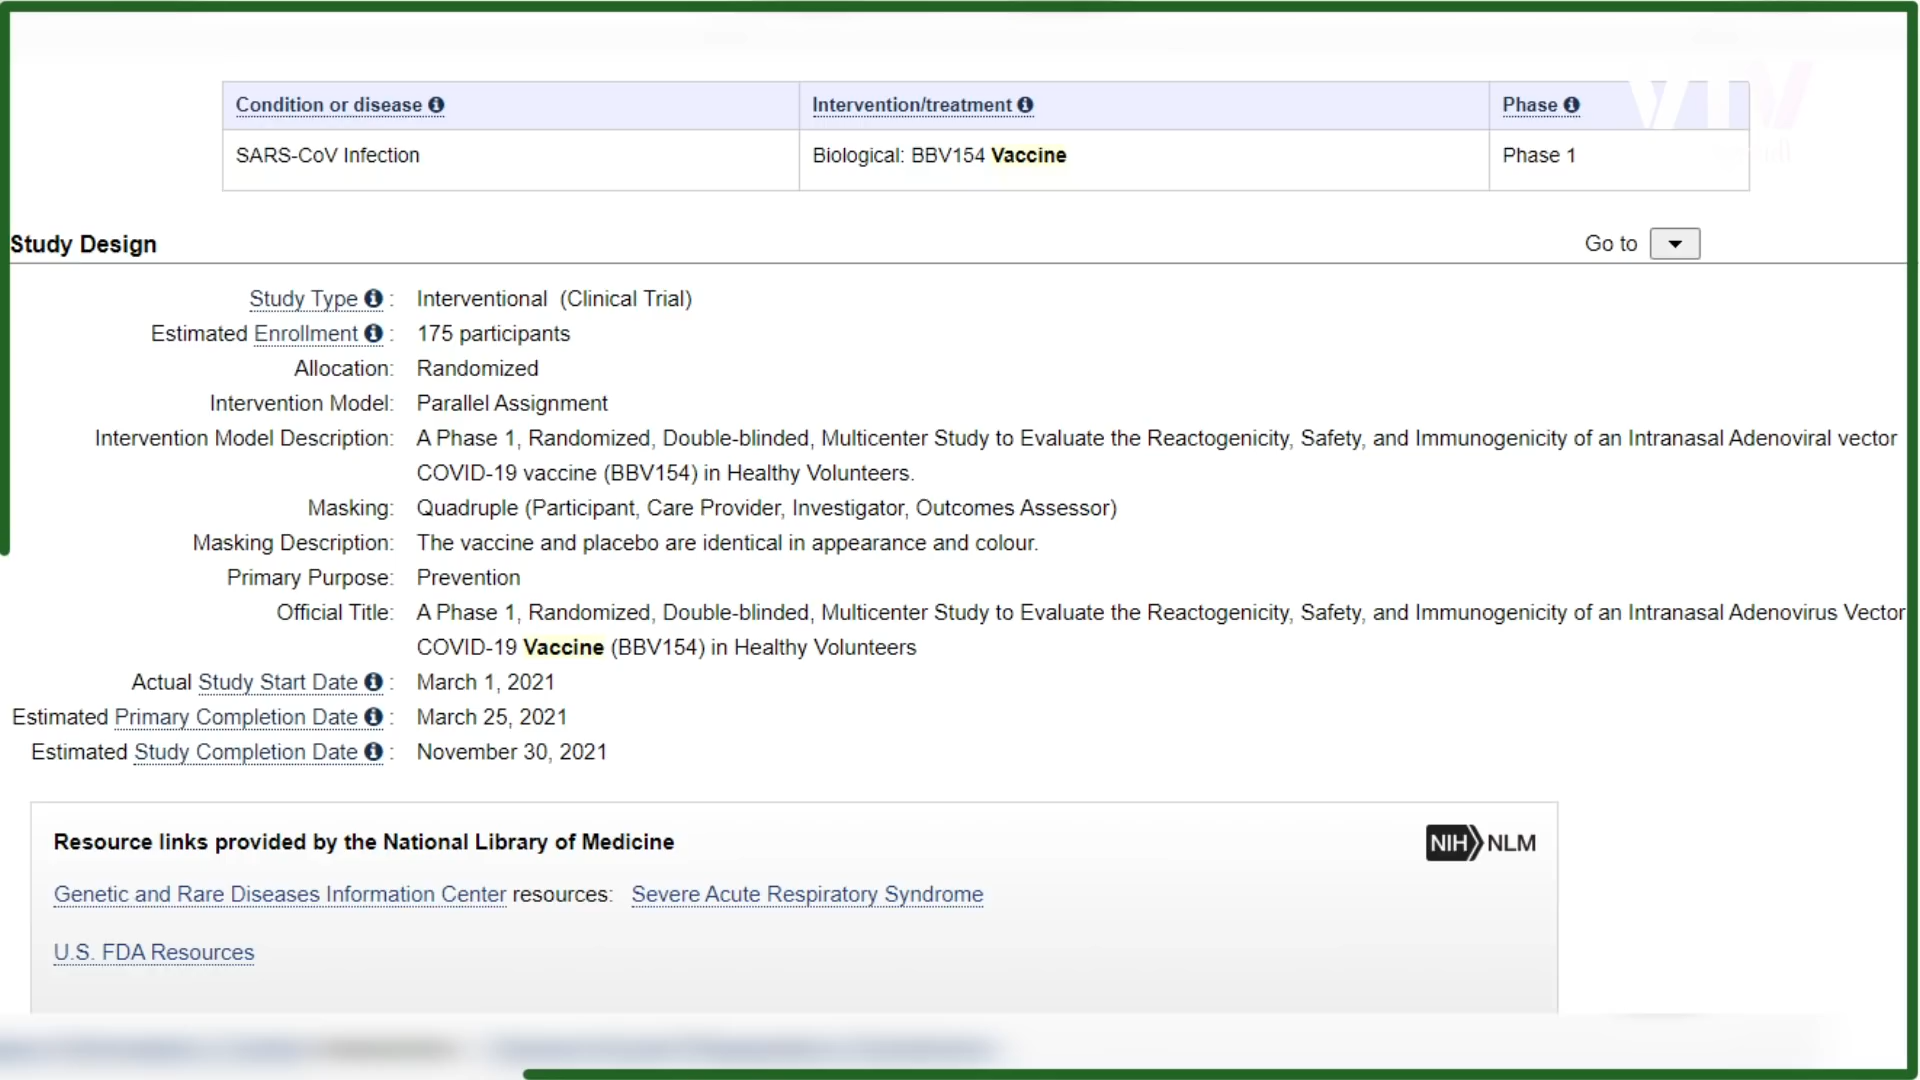 Condition or disease Intervention/treatment Phase
SARS-CoV Infection Biological: BBV154 Vaccine Phase 1
VTV
Study Design Go to
Study Type : Interventional (Clinical Trial)
Estimated Enrollment : 175 participants
Allocation: Randomized
Intervention Model: Parallel Assignment
Intervention Model Description: A Phase 1, Randomized, Double-blinded, Multicenter Study to Evaluate the Reactogenicity, Safety, and Immunogenicity of an Intranasal Adenoviral vector
COVID-19 vaccine (BBV154) in Healthy Volunteers.
Masking: Quadruple (Participant, Care Provider, Investigator, Outcomes Assessor)
Masking Description: The vaccine and placebo are identical in appearance and colour.
Primary Purpose: Prevention
Official Title: A Phase 1, Randomized, Double-blinded, Multicenter Study to Evaluate the Reactogenicity, Safety, and Immunogenicity of an Intranasal Adenovirus Vector
COVID-19 Vaccine (BBV154) in Healthy Volunteers
Actual Study Start Date : March 1, 2021
Estimated Primary Completion Date : March 25, 2021
Estimated Study Completion Date : November 30, 2021
Resource links provided by the National Library of Medicine
NIH NLM
Genetic and Rare Diseases Information Center resources: Severe Acute Respiratory Syndrome
U.S. FDA Resources